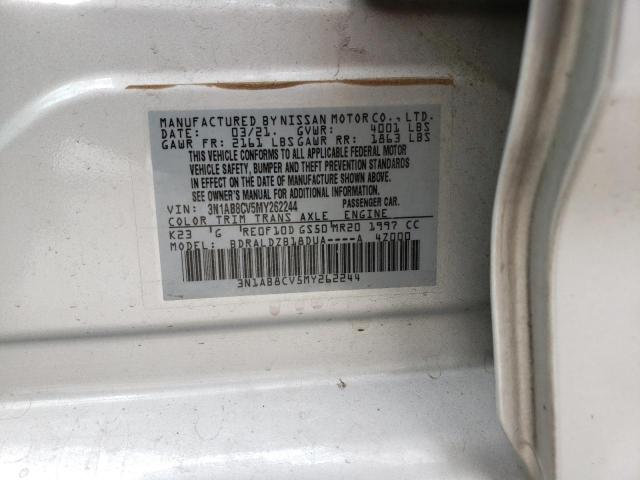 MANUFACTURED BY NISSAN MOTOR CO., LTD.
DATE: 03/21. GVWR: 4001 LBS
GAWR FR: 2161 LBS GAWR RR: 1863 LBS
THIS VEHICLE CONFORMS TO ALL APPLICABLE FEDERAL MOTOR
VEHICLE SAFETY, BUMPER AND THEFT PREVENTION STANDARDS
IN EFFECT ON THE DATE OF MANUFACTURE SHOWN ABOVE.
SEE OWNER'S MANUAL FOR ADDITIONAL INFORMATION.
VIN: 3N1AB8CV5MY262244 PASSENGER CAR.
COLOR TRIM TRANS AXLE ENGINE
K23 G RE0F10D GS50 MR20 1997 CC
MODEL: BDRALDZB18DUA----A 4Z000
3N1AB8CV5MY262244